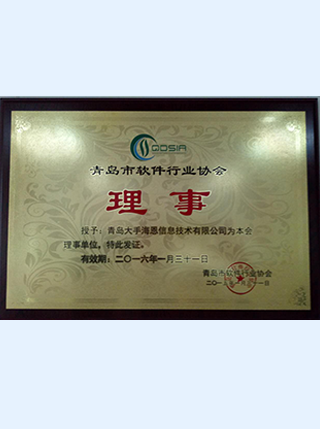 QDSIA
青岛市软件行业协会
理 事
授予：青岛大手海恩信息技术有限公司为本会
理事单位，特此发证。
有效期：二〇一六年一月三十一日
青岛市软件行业协会